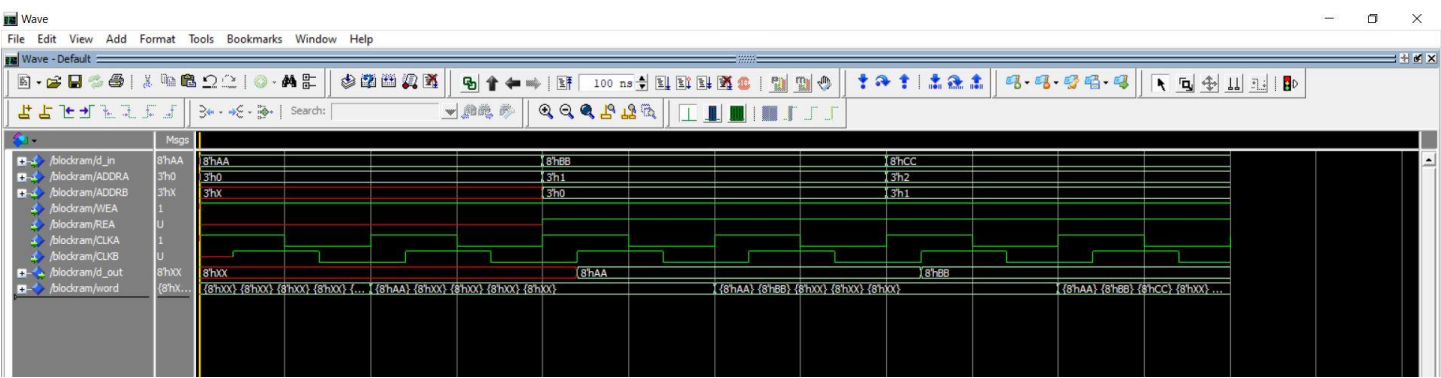 Wave
File Edit View Add Format Tools Bookmarks Window Help
Wave - Default
100 ns
Search:
Msgs
/blockram/d_in 8'hAA 8'hAA 8'hBB 8'hCC
/blockram/ADDRA 3'h0 3'h0 3'h1 3'h2
/blockram/ADDRB 3'hX 3'hX 3'h0 3'h1
/blockram/WEA 1
/blockram/REA U
/blockram/CLKA 1
/blockram/CLKB U
/blockram/d_out 8'hXX 8'hXX 8'hAA 8'hBB
/blockram/word {8'hX... {8'hXX} {8'hXX} {8'hXX} {8'hXX} {... {8'hAA} {8'hXX} {8'hXX} {8'hXX} {8'hXX} {8'hAA} {8'hBB} {8'hXX} {8'hXX} {8'hXX} {8'hAA} {8'hBB} {8'hCC} {8'hXX} ...